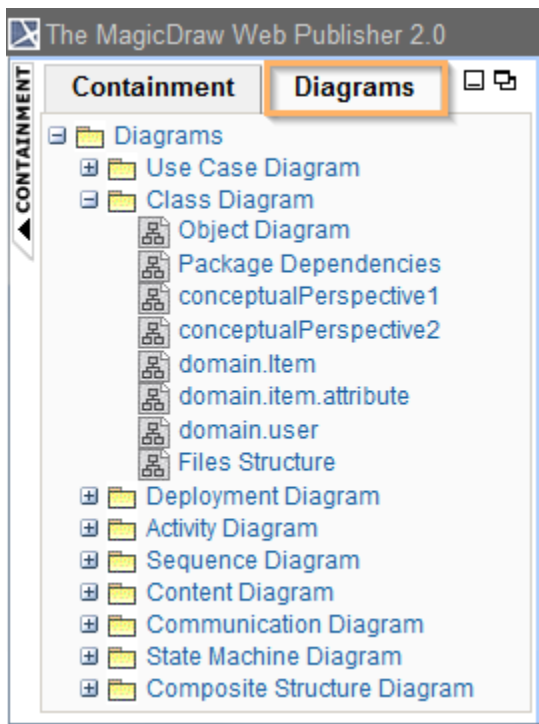 The MagicDraw Web Publisher 2.0
CONTAINMENT
Containment Diagrams
Diagrams
Use Case Diagram
Class Diagram
Object Diagram
Package Dependencies
conceptualPerspective1
conceptualPerspective2
domain.Item
domain.item.attribute
domain.user
Files Structure
Deployment Diagram
Activity Diagram
Sequence Diagram
Content Diagram
Communication Diagram
State Machine Diagram
Composite Structure Diagram